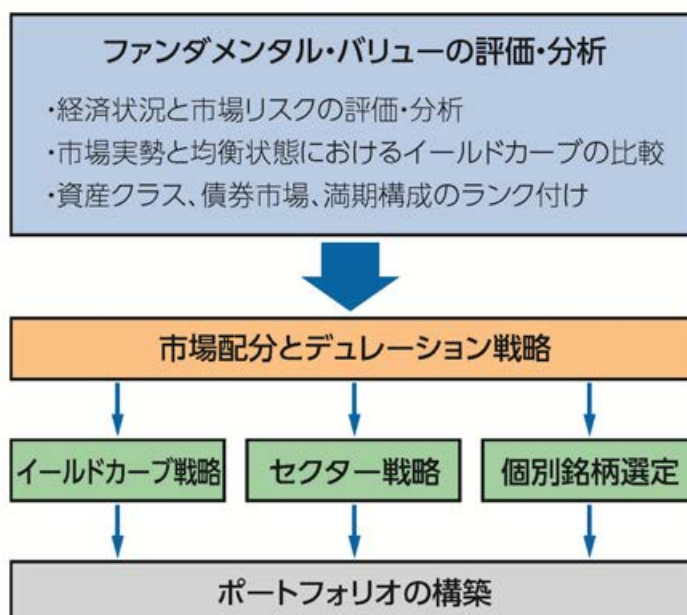 ファンダメンタル・バリューの評価・分析
・経済状況と市場リスクの評価・分析
・市場実勢と均衡状態におけるイールドカーブの比較
・資産クラス、債券市場、満期構成のランク付け
市場配分とデュレーション戦略
イールドカーブ戦略
セクター戦略
個別銘柄選定
ポートフォリオの構築